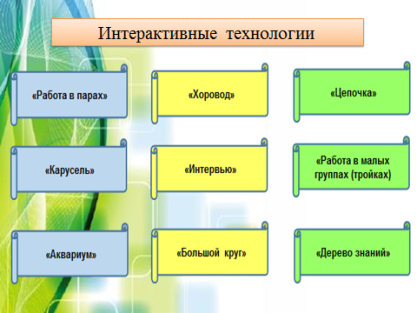 Интерактивные технологии
«Работа в парах»
«Хоровод»
«Цепочка»
«Карусель»
«Интервью»
«Работа в малых
группах (тройках)
«Аквариум»
«Большой круг»
«Дерево знаний»